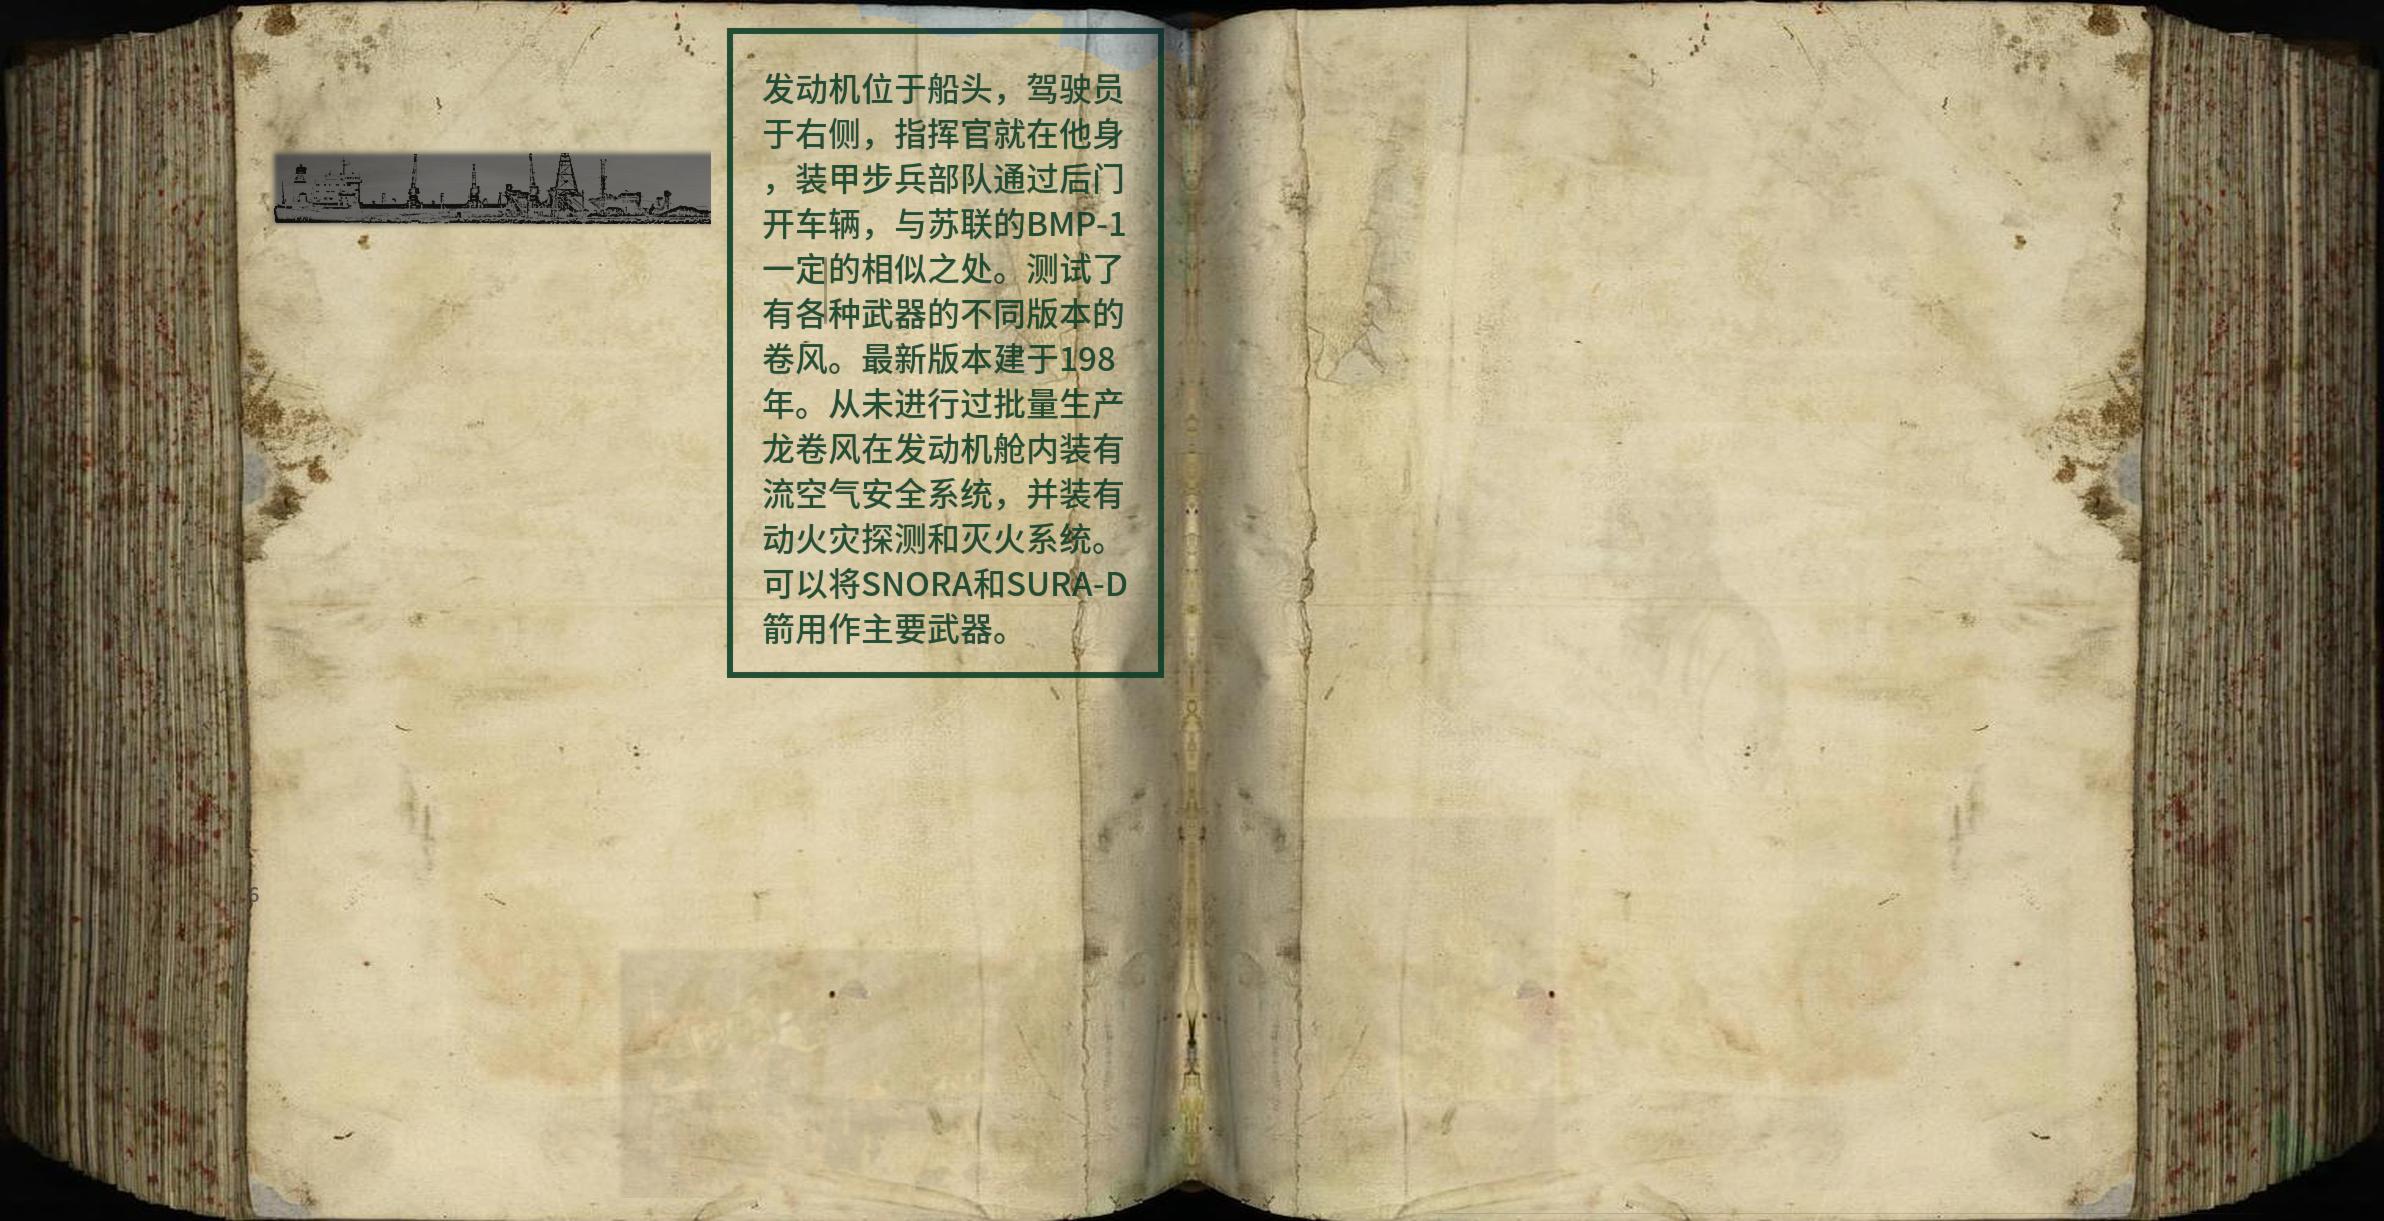 发动机位于船头，驾驶员
于右侧，指挥官就在他身
，装甲步兵部队通过后门
开车辆，与苏联的BMP-1
一定的相似之处。测试了
有各种武器的不同版本的
卷风。最新版本建于198
年。从未进行过批量生产
龙卷风在发动机舱内装有
流空气安全系统，并装有
动火灾探测和灭火系统。
可以将SNORA和SURA-D
箭用作主要武器。
6